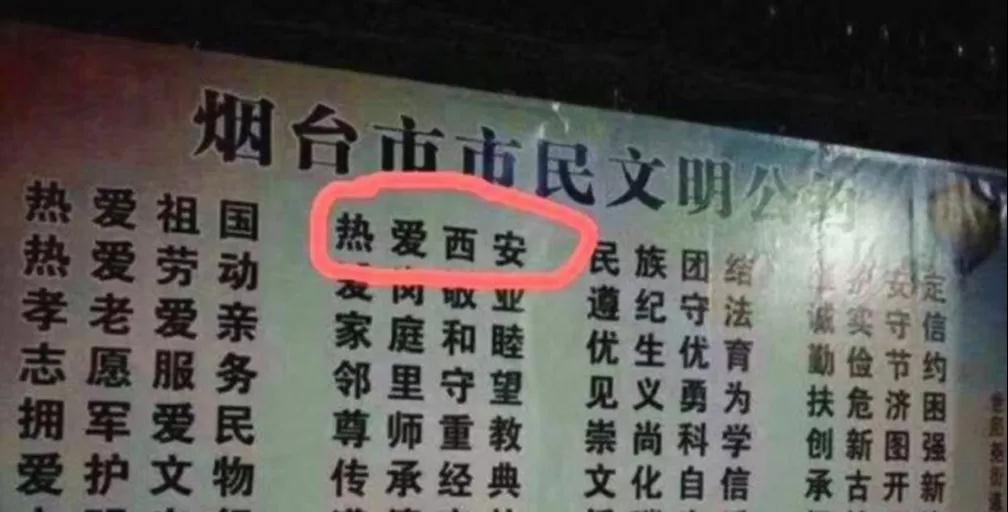 烟台市市民文明公约
热爱祖国 热爱西安 民族团结 维护安定
热爱劳动 爱岗敬业 遵纪守法 诚实守信
孝老爱亲 家庭和睦 优生优育 勤俭节约
志愿服务 邻里守望 见义勇为 扶危济困
拥军爱民 尊师重教 崇尚科学 创新图强
爱护文物 传承经典 文化自信 承古开新